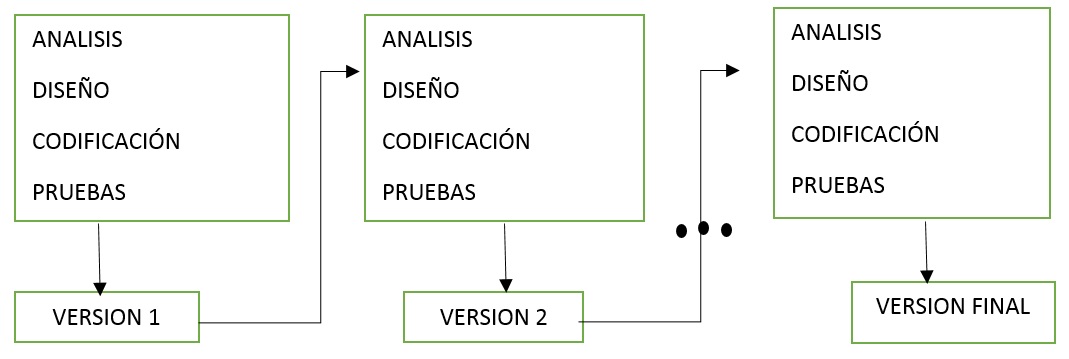 ANALISIS
DISEÑO
CODIFICACIÓN
PRUEBAS
VERSION 1
ANALISIS
DISEÑO
CODIFICACIÓN
PRUEBAS
VERSION 2
ANALISIS
DISEÑO
CODIFICACIÓN
PRUEBAS
VERSION FINAL